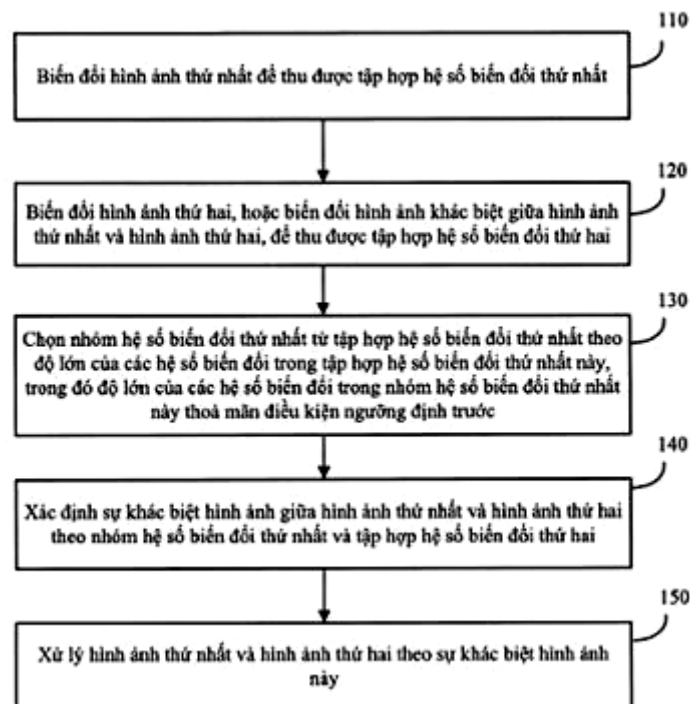 110
Biến đổi hình ảnh thứ nhất để thu được tập hợp hệ số biến đổi thứ nhất
120
Biến đổi hình ảnh thứ hai, hoặc biến đổi hình ảnh khác biệt giữa hình ảnh
thứ nhất và hình ảnh thứ hai, để thu được tập hợp hệ số biến đổi thứ hai
130
Chọn nhóm hệ số biến đổi thứ nhất từ tập hợp hệ số biến đổi thứ nhất theo
độ lớn của các hệ số biến đổi trong tập hợp hệ số biến đổi thứ nhất này,
trong đó độ lớn của các hệ số biến đổi trong nhóm hệ số biến đổi thứ nhất
này thoả mãn điều kiện ngưỡng định trước
140
Xác định sự khác biệt hình ảnh giữa hình ảnh thứ nhất và hình ảnh thứ hai
theo nhóm hệ số biến đổi thứ nhất và tập hợp hệ số biến đổi thứ hai
150
Xử lý hình ảnh thứ nhất và hình ảnh thứ hai theo sự khác biệt hình ảnh
này